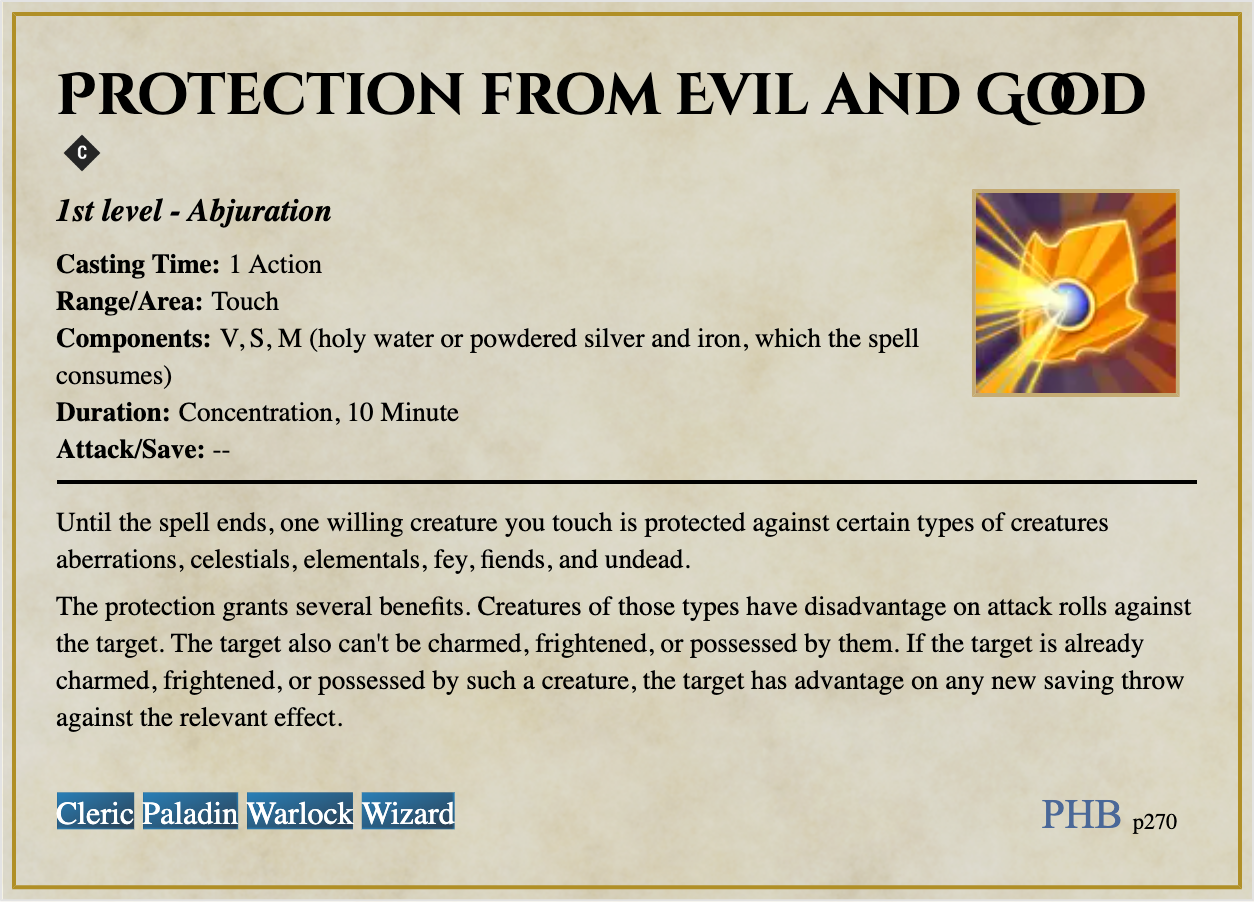 Protection from Evil and Good
C
1st level - Abjuration
Casting Time: 1 Action
Range/Area: Touch
Components: V, S, M (holy water or powdered silver and iron, which the spell
consumes)
Duration: Concentration, 10 Minute
Attack/Save: --
Until the spell ends, one willing creature you touch is protected against certain types of creatures
aberrations, celestials, elementals, fey, fiends, and undead.
The protection grants several benefits. Creatures of those types have disadvantage on attack rolls against
the target. The target also can't be charmed, frightened, or possessed by them. If the target is already
charmed, frightened, or possessed by such a creature, the target has advantage on any new saving throw
against the relevant effect.
Cleric Paladin Warlock Wizard
PHB p270